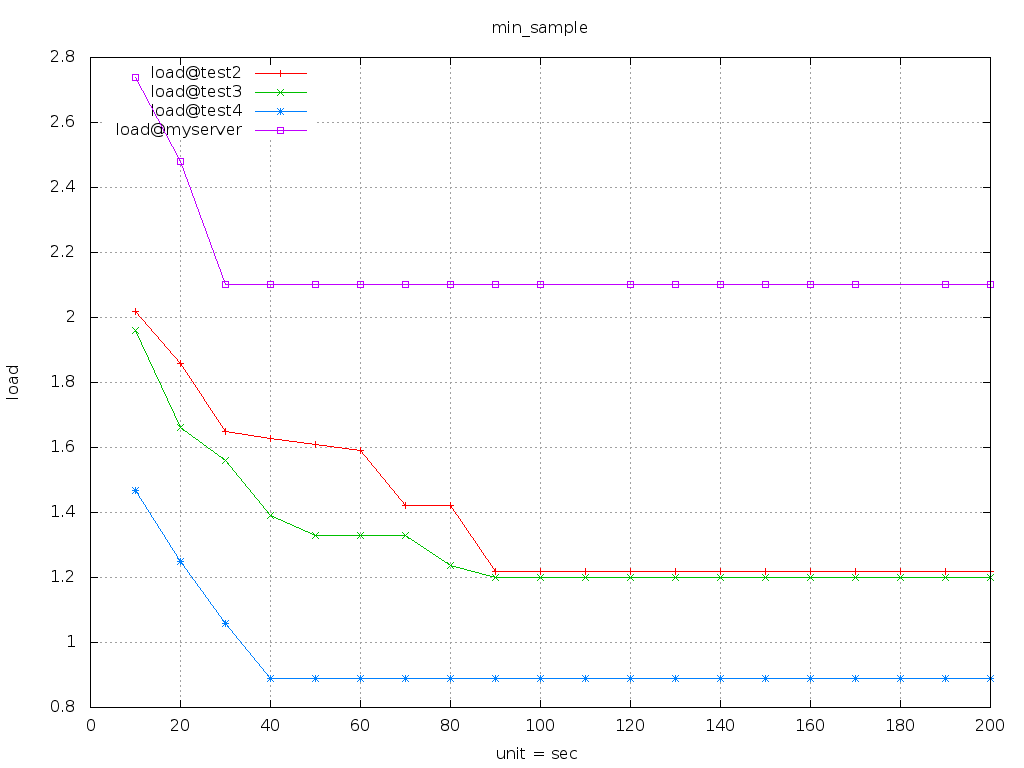 min_sample
2.8
2.6
2.4
2.2
2
1.8
1.6
1.4
1.2
1
0.8
load
load@test2
load@test3
load@test4
load@myserver
0 20 40 60 80 100 120 140 160 180 200
unit = sec